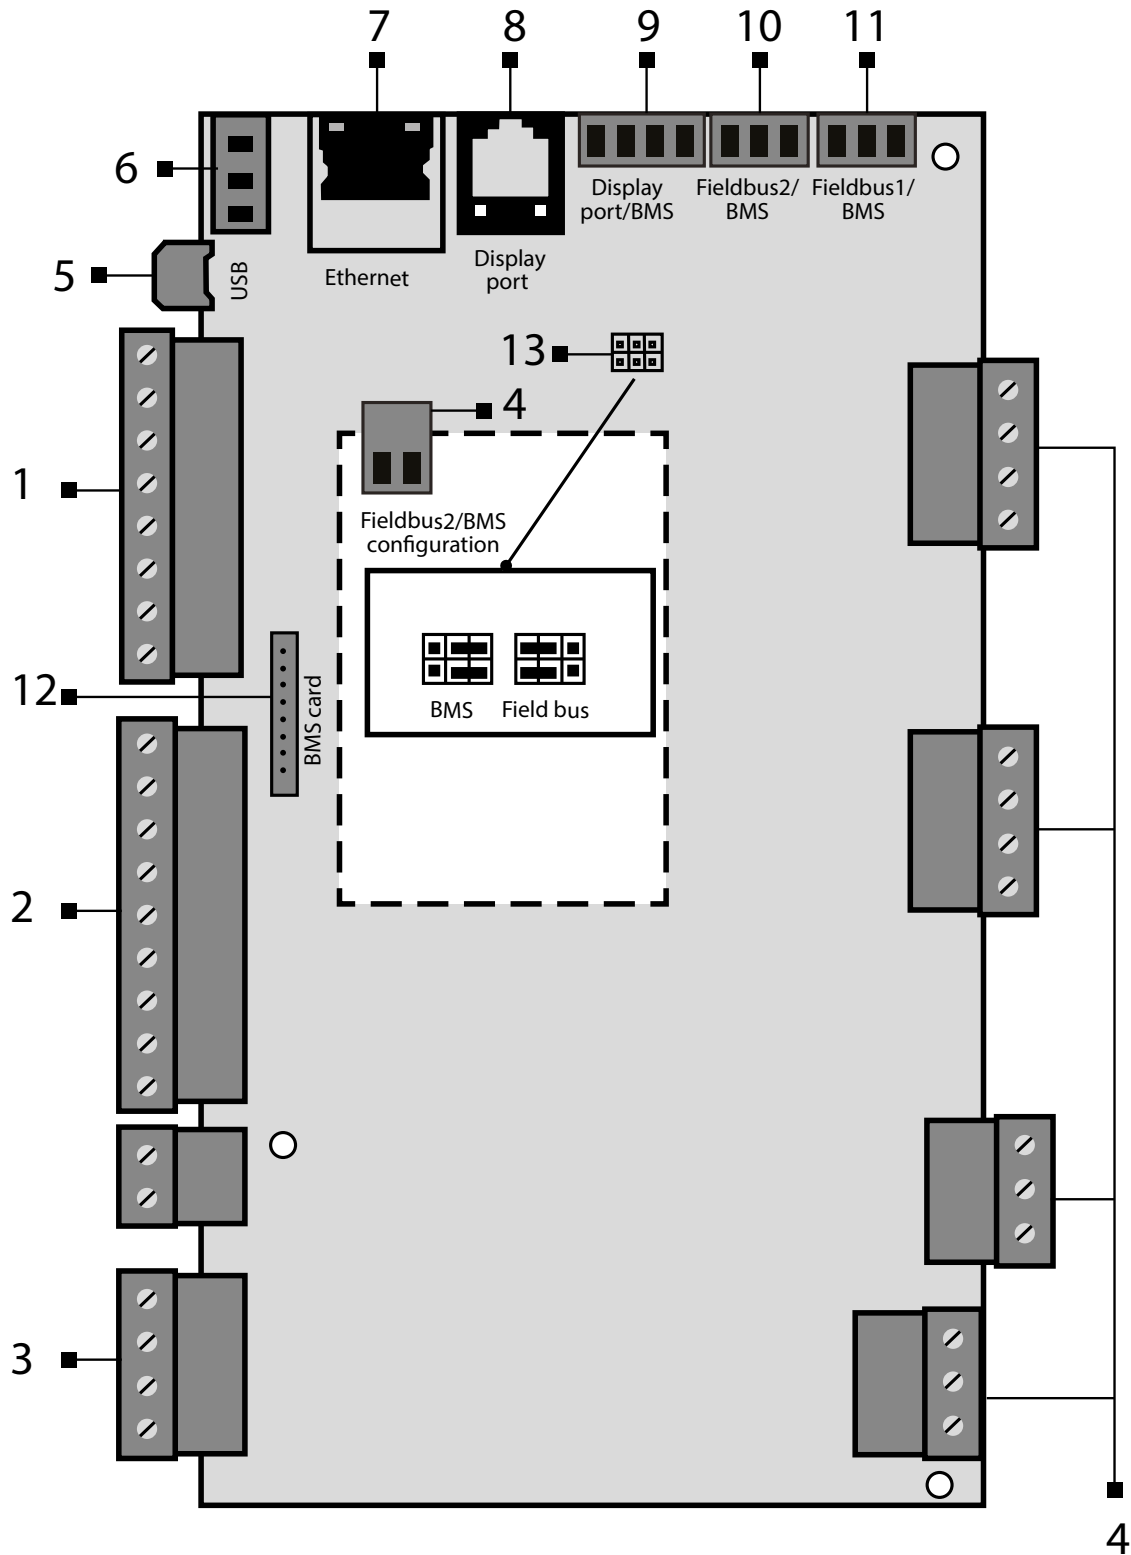 7
8
9
10
11
6
Display
port/BMS
Fieldbus2/
BMS
Fieldbus1/
BMS
5
USB
Ethernet
Display
port
13
4
1
Fieldbus2/BMS
configuration
12
BMS card
BMS
Field bus
2
3
4